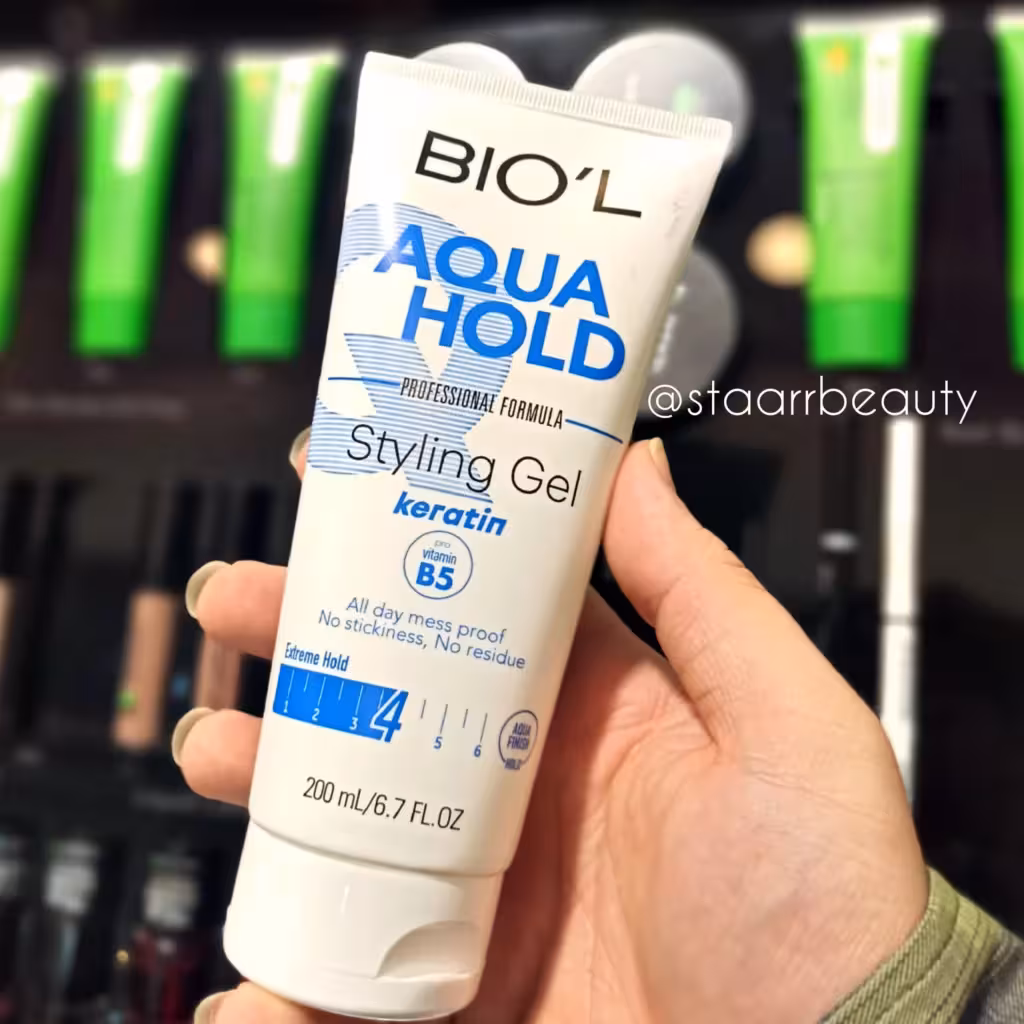 BIO'L
AQUA
HOLD
PROFESSIONAL FORMULA
Styling Gel
keratin
pro
vitamin
B5
All day mess proof
No stickiness, No residue
Extreme Hold
1 2 3 4 5 6
AQUA
FINISH
HOLD
200 mL/6.7 FL.OZ
@staarrbeauty